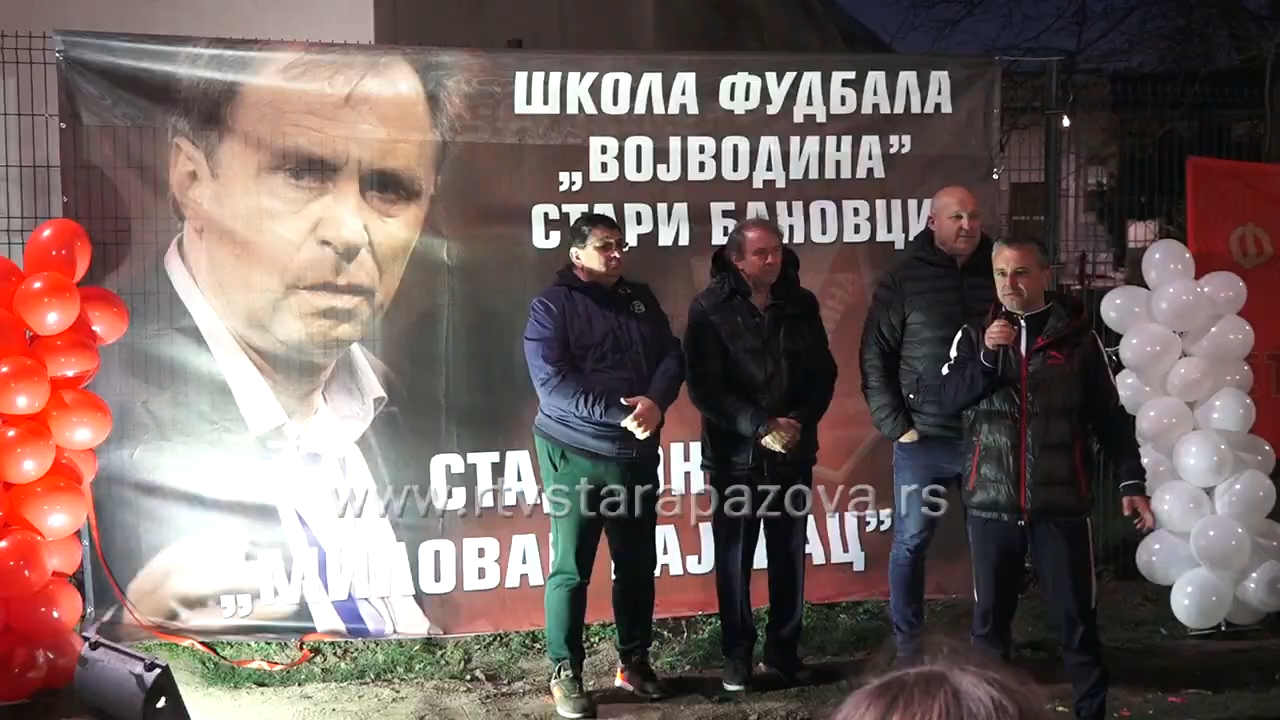 ШКОЛА ФУДБАЛА
„ВОЈВОДИНА”
СТАРИ БАНОВЦИ
www.rtvstarapazova.rs